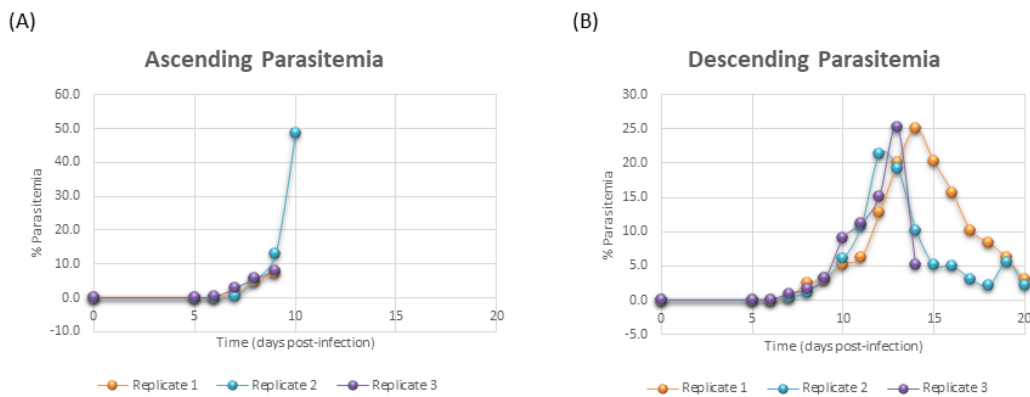 (A)
Ascending Parasitemia
% Parasitemia
60.0
50.0
40.0
30.0
20.0
10.0
0.0
-10.0
0 5 10 15 20
Time (days post-infection)
Replicate 1 Replicate 2 Replicate 3
(B)
Descending Parasitemia
% Parasitemia
30.0
25.0
20.0
15.0
10.0
5.0
0.0
-5.0
0 5 10 15 20
Time (days post-infection)
Replicate 1 Replicate 2 Replicate 3